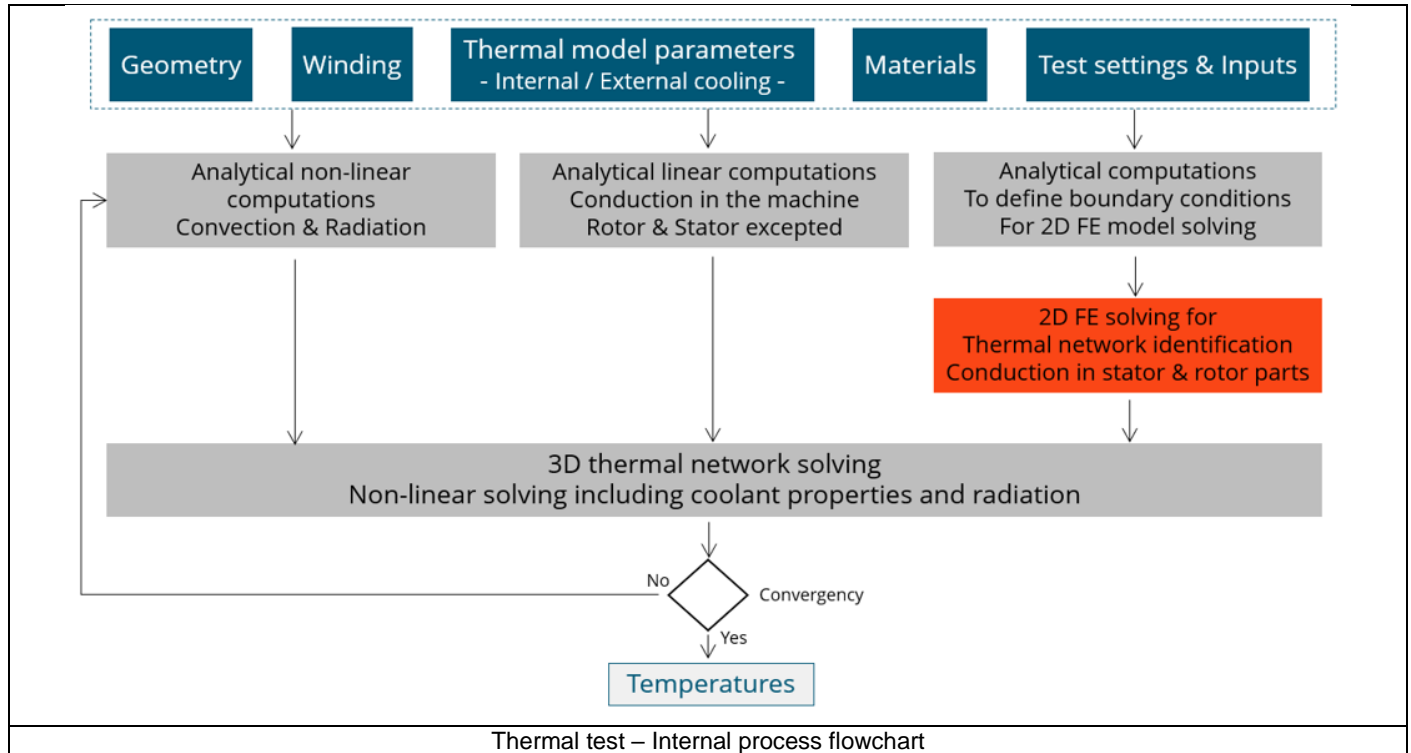 Geometry
Winding
Thermal model parameters
- Internal / External cooling -
Materials
Test settings & Inputs
Analytical non-linear
computations
Convection & Radiation
Analytical linear computations
Conduction in the machine
Rotor & Stator excepted
Analytical computations
To define boundary conditions
For 2D FE model solving
2D FE solving for
Thermal network identification
Conduction in stator & rotor parts
3D thermal network solving
Non-linear solving including coolant properties and radiation
No
Convergency
Yes
Temperatures
Thermal test – Internal process flowchart